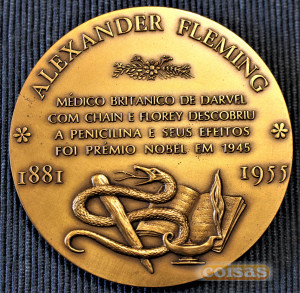 ALEXANDER FLEMING
MÉDICO BRITANICO DE DARVEL
COM CHAIN E FLOREY DESCOBRIU
A PENICILINA E SEUS EFEITOS
FOI PRÉMIO NOBEL EM 1945
1881
1955
coisas